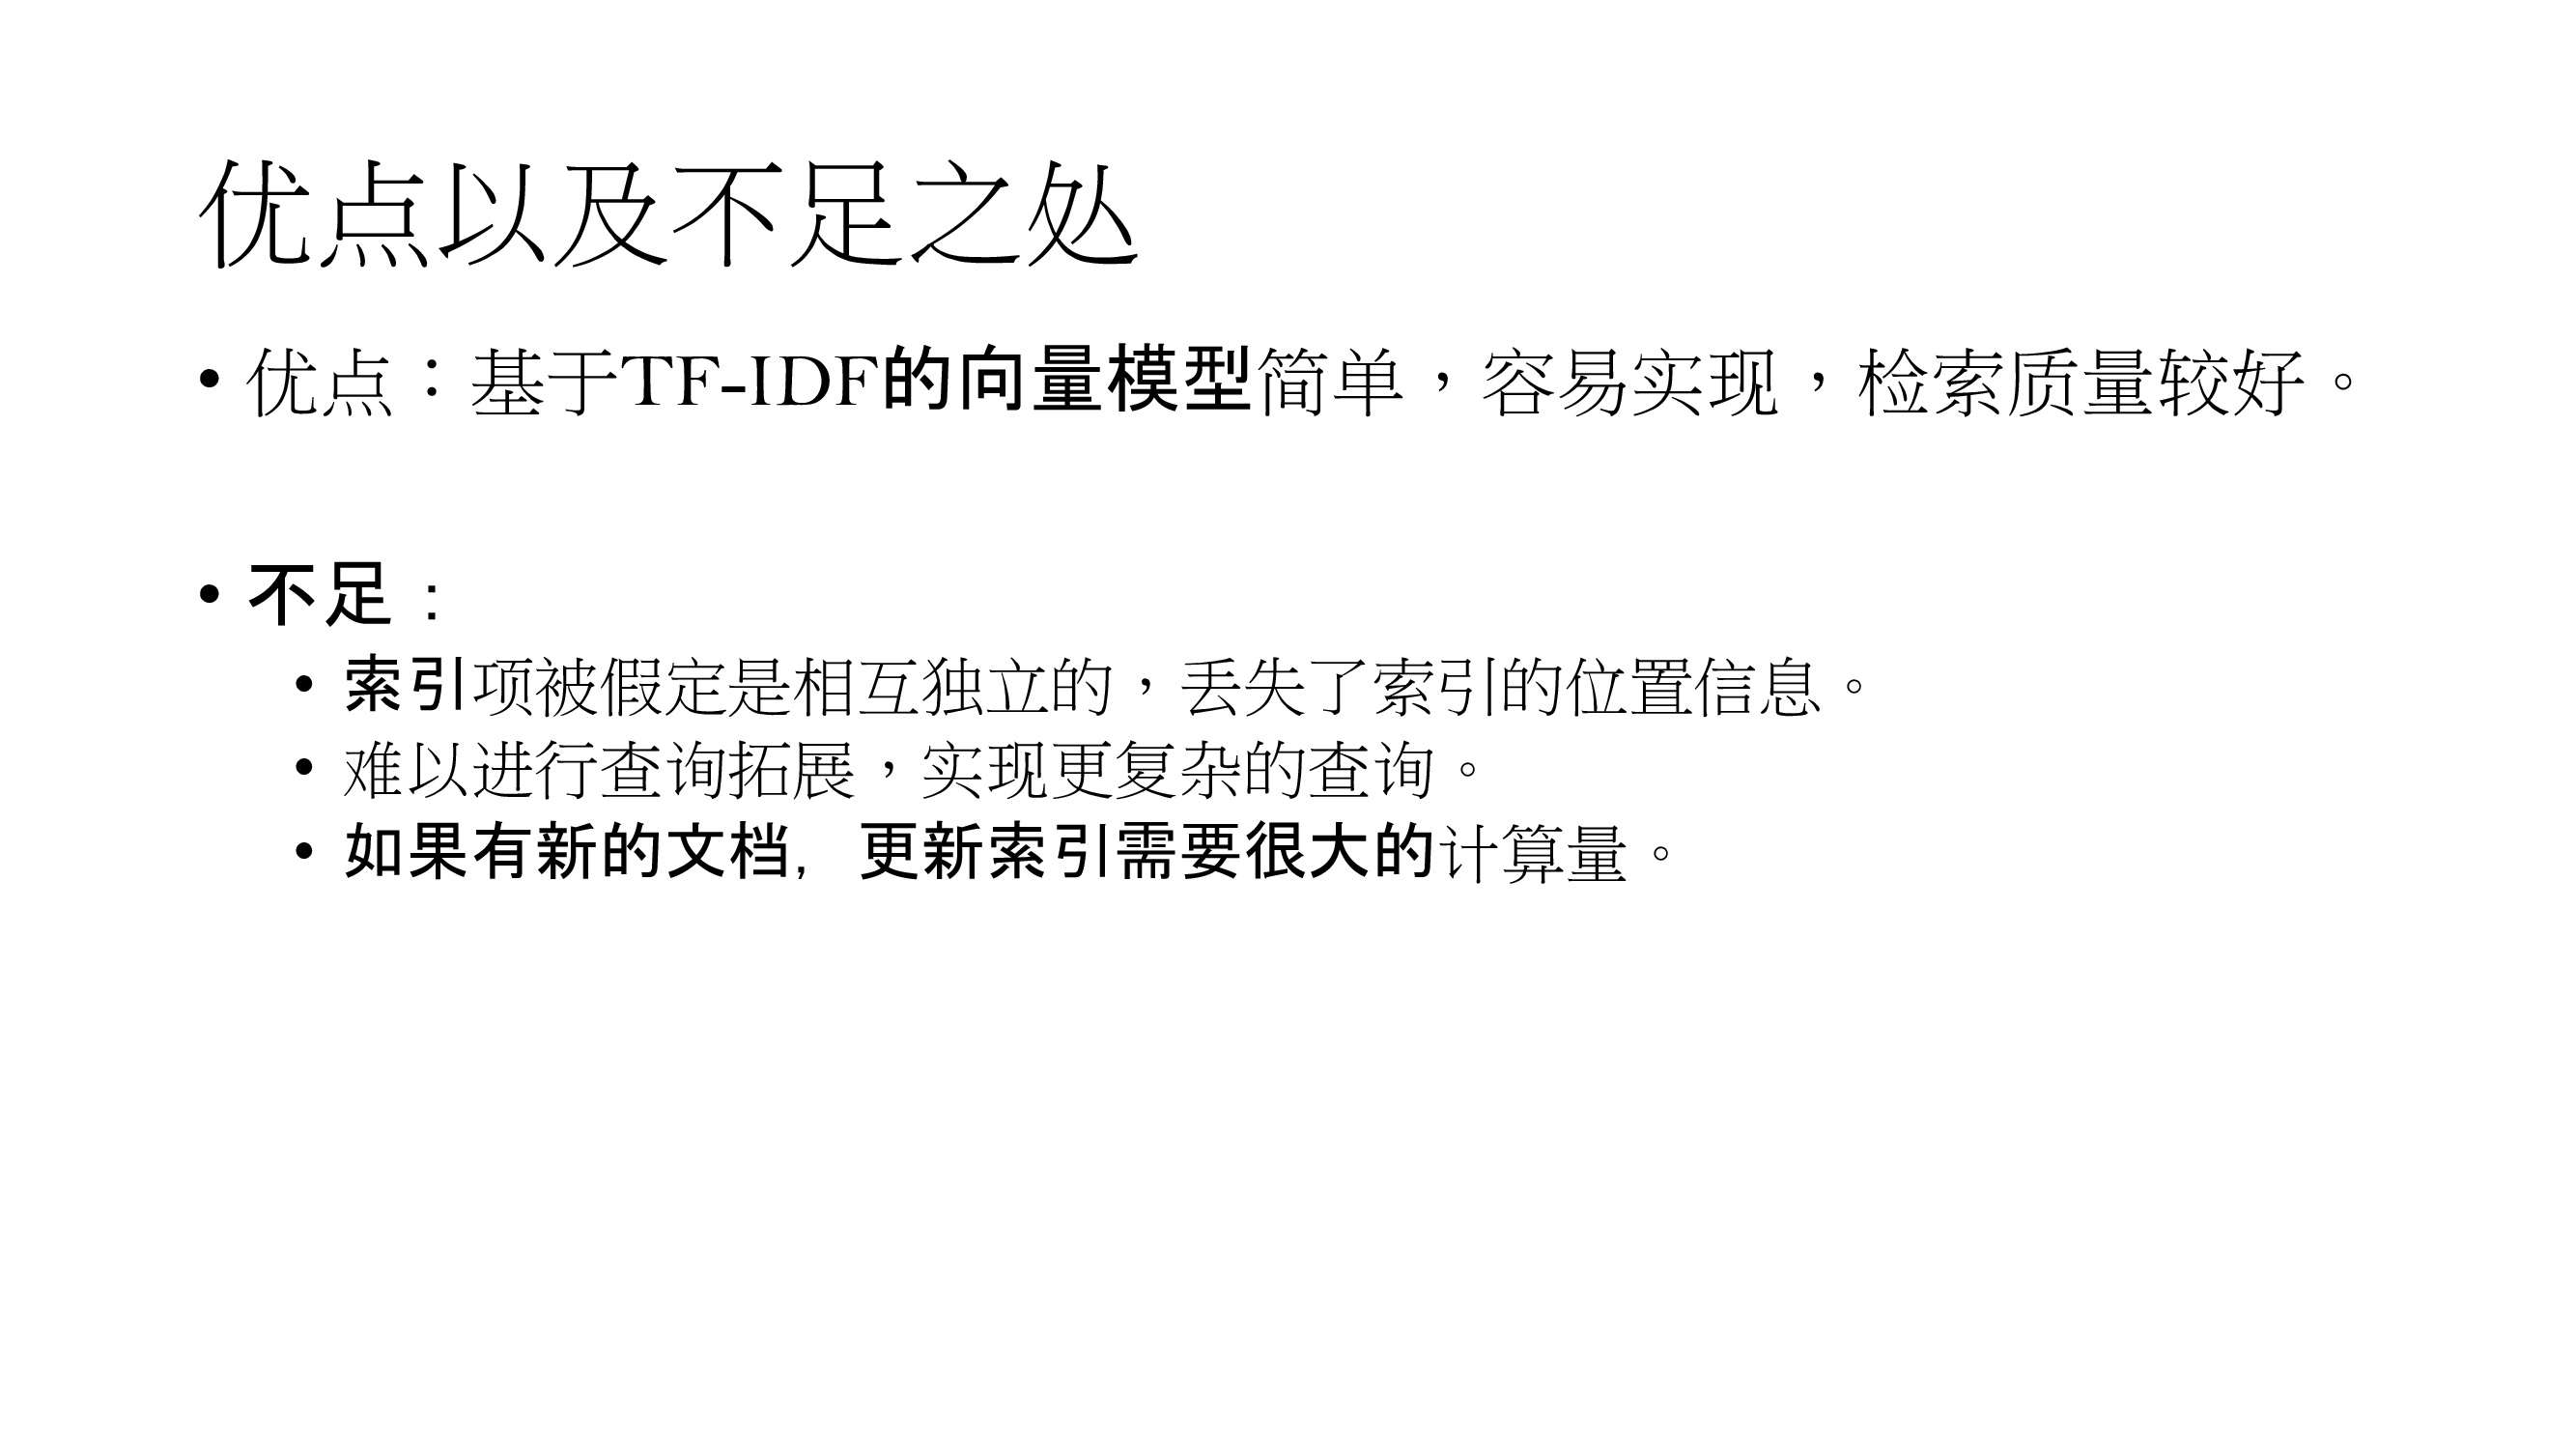 优点以及不足之处
• 优点：基于TF-IDF的向量模型简单，容易实现，检索质量较好。
• 不足：
• 索引项被假定是相互独立的，丢失了索引的位置信息。
• 难以进行查询拓展，实现更复杂的查询。
• 如果有新的文档，更新索引需要很大的计算量。